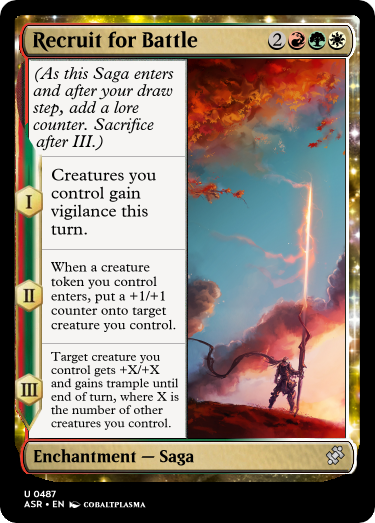 Recruit for Battle 2
(As this Saga enters
and after your draw
step, add a lore
counter. Sacrifice
after III.)
I
Creatures you
control gain
vigilance this
turn.
II
When a creature
token you control
enters, put a +1/+1
counter onto target
creature you control.
III
Target creature you
control gets +X/+X
and gains trample until
end of turn, where X is
the number of other
creatures you control.
Enchantment — Saga
U 0487
ASR • EN COBALTPLASMA